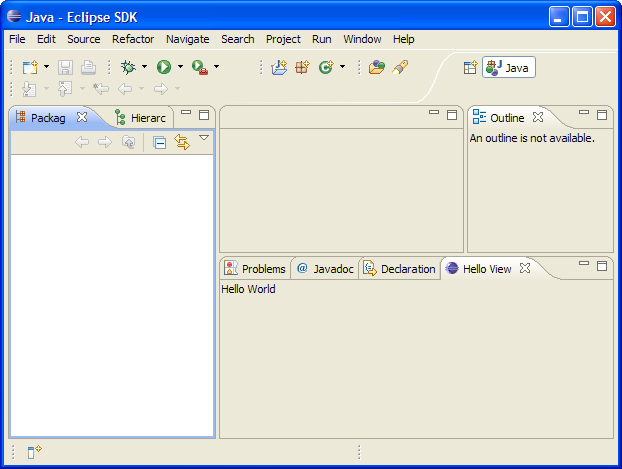 Java - Eclipse SDK
File Edit Source Refactor Navigate Search Project Run Window Help
Java
Packag Hierarc
Outline
An outline is not available.
Problems @ Javadoc Declaration Hello View
Hello World